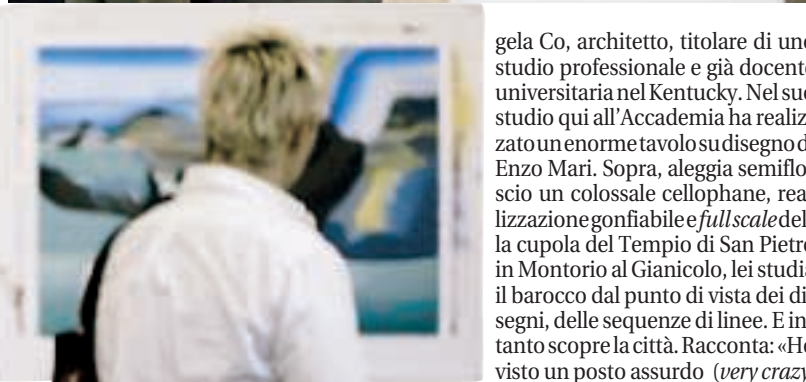 gela Co, architetto, titolare di uno
studio professionale e già docente
universitaria nel Kentucky. Nel suo
studio qui all'Accademia ha realiz
zato un enorme tavolo su disegno d
Enzo Mari. Sopra, aleggia semiflo
scio un colossale cellophane, rea
lizzazione gonfiabile e full scale del
la cupola del Tempio di San Pietro
in Montorio al Gianicolo, lei studia
il barocco dal punto di vista dei di
segni, delle sequenze di linee. E in
tanto scopre la città. Racconta: «Ho
visto un posto assurdo (very crazy